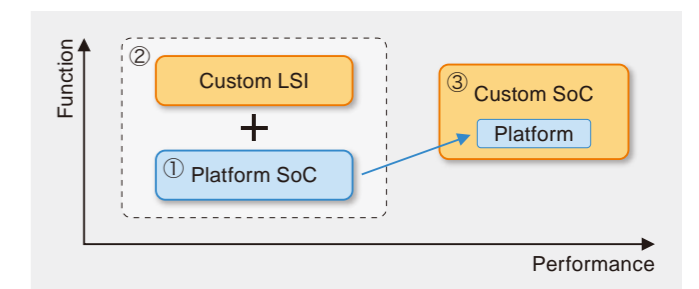 Function
②
Custom LSI
+
① Platform SoC
③ Custom SoC
Platform
Performance